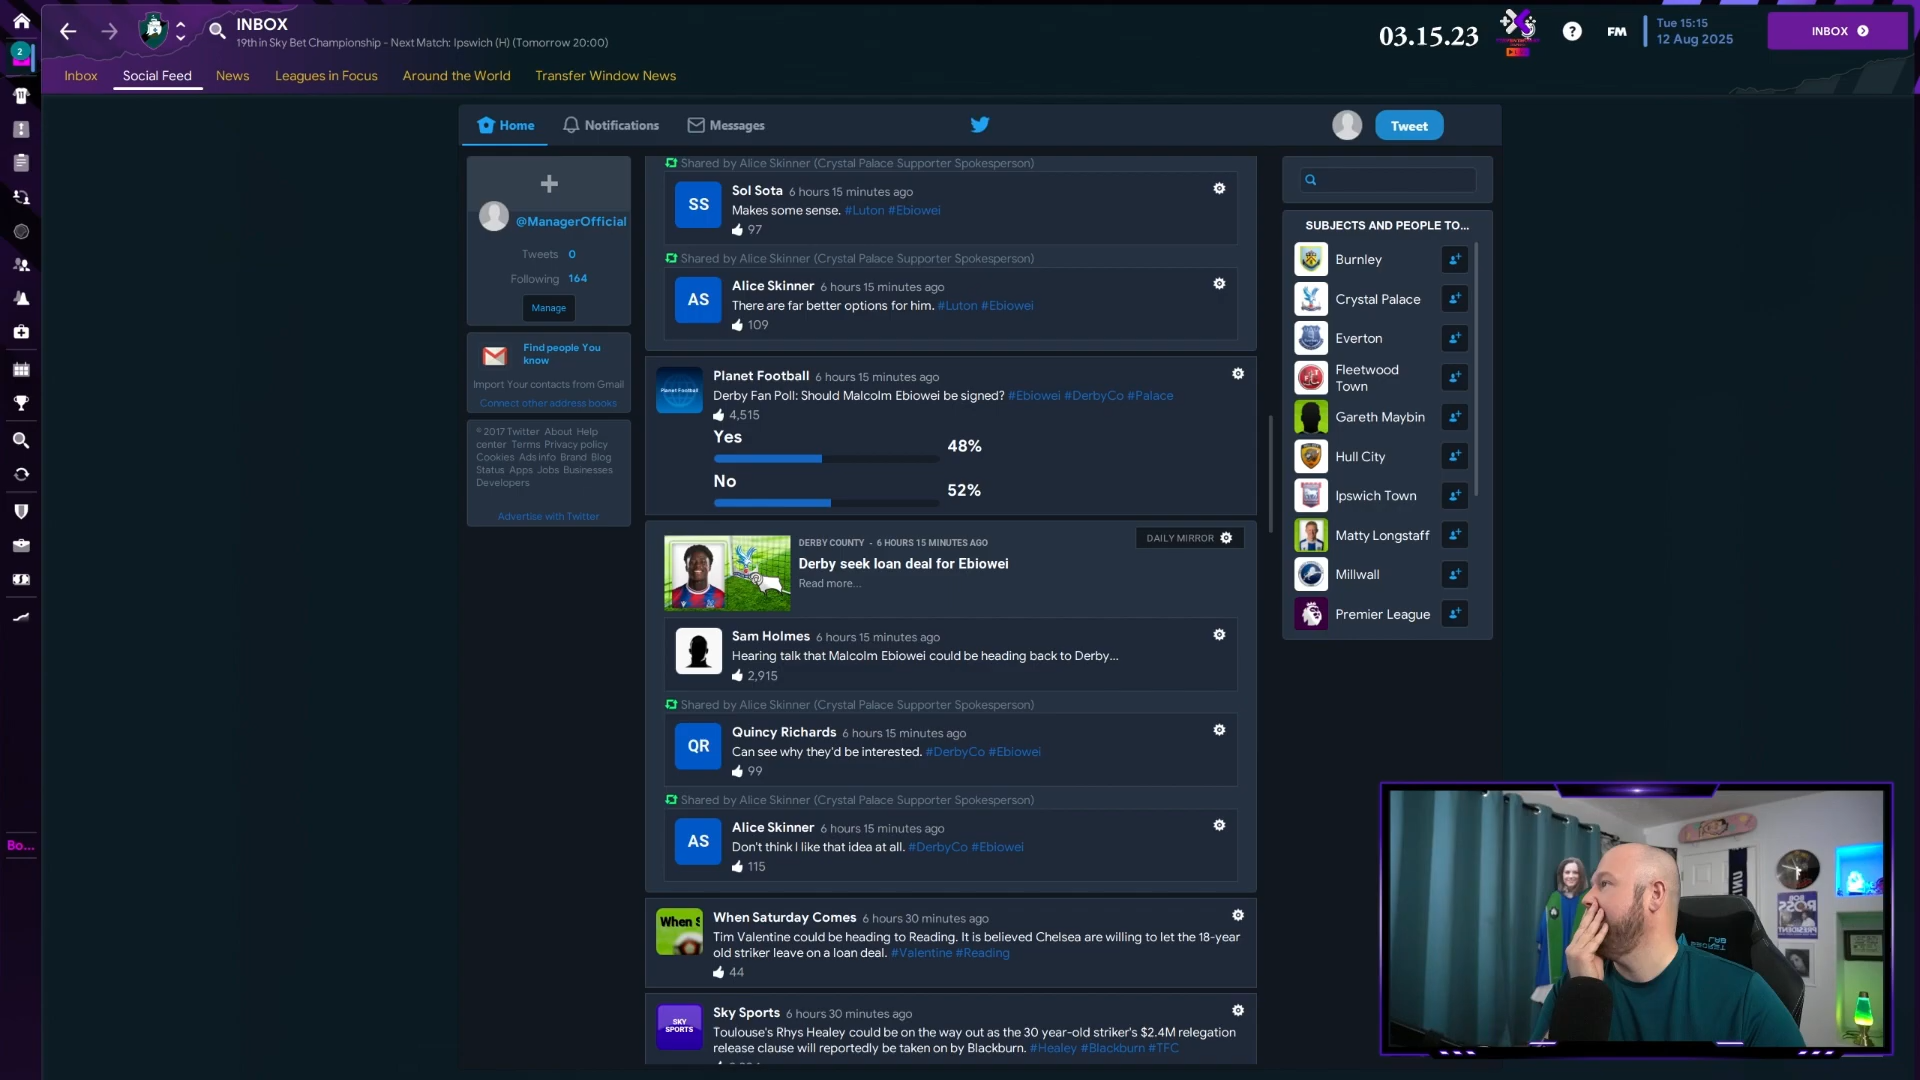 INBOX
19th in Sky Bet Championship - Next Match: Ipswich (H) (Tomorrow 20:00)
03.15.23
FM
Tue 15:15
12 Aug 2025
INBOX
2
Inbox
Social Feed
News
Leagues in Focus
Around the World
Transfer Window News
Home
Notifications
Messages
Tweet
@ManagerOfficial
Tweets 0
Following 164
Manage
Find people You
know
Import Your contacts from Gmail
Connect other address books
© 2017 Twitter About Help
center Terms Privacy policy
Cookies Ads info Brand Blog
Status Apps Jobs Businesses
Developers
Advertise with Twitter
Shared by Alice Skinner (Crystal Palace Supporter Spokesperson)
SS
Sol Sota 6 hours 15 minutes ago
Makes some sense. #Luton #Ebiowei
97
Shared by Alice Skinner (Crystal Palace Supporter Spokesperson)
AS
Alice Skinner 6 hours 15 minutes ago
There are far better options for him. #Luton #Ebiowei
109
Planet Football
Planet Football 6 hours 15 minutes ago
Derby Fan Poll: Should Malcolm Ebiowei be signed? #Ebiowei #DerbyCo #Palace
4,515
Yes
48%
No
52%
DERBY COUNTY - 6 HOURS 15 MINUTES AGO
DAILY MIRROR
Derby seek loan deal for Ebiowei
Read more...
Sam Holmes 6 hours 15 minutes ago
Hearing talk that Malcolm Ebiowei could be heading back to Derby...
2,915
Shared by Alice Skinner (Crystal Palace Supporter Spokesperson)
QR
Quincy Richards 6 hours 15 minutes ago
Can see why they'd be interested. #DerbyCo #Ebiowei
99
Shared by Alice Skinner (Crystal Palace Supporter Spokesperson)
AS
Alice Skinner 6 hours 15 minutes ago
Don't think I like that idea at all. #DerbyCo #Ebiowei
115
When S
When Saturday Comes 6 hours 30 minutes ago
Tim Valentine could be heading to Reading. It is believed Chelsea are willing to let the 18-year
old striker leave on a loan deal. #Valentine #Reading
44
SKY
SPORTS
Sky Sports 6 hours 30 minutes ago
Toulouse's Rhys Healey could be on the way out as the 30 year-old striker's $2.4M relegation
release clause will reportedly be taken on by Blackburn. #Healey #Blackburn #TFC
SUBJECTS AND PEOPLE TO...
Burnley
Crystal Palace
Everton
Fleetwood
Town
Gareth Maybin
Hull City
Ipswich Town
Matty Longstaff
Millwall
Premier League
Bo...
UNI
BOB
ROSS
PRESIDENT